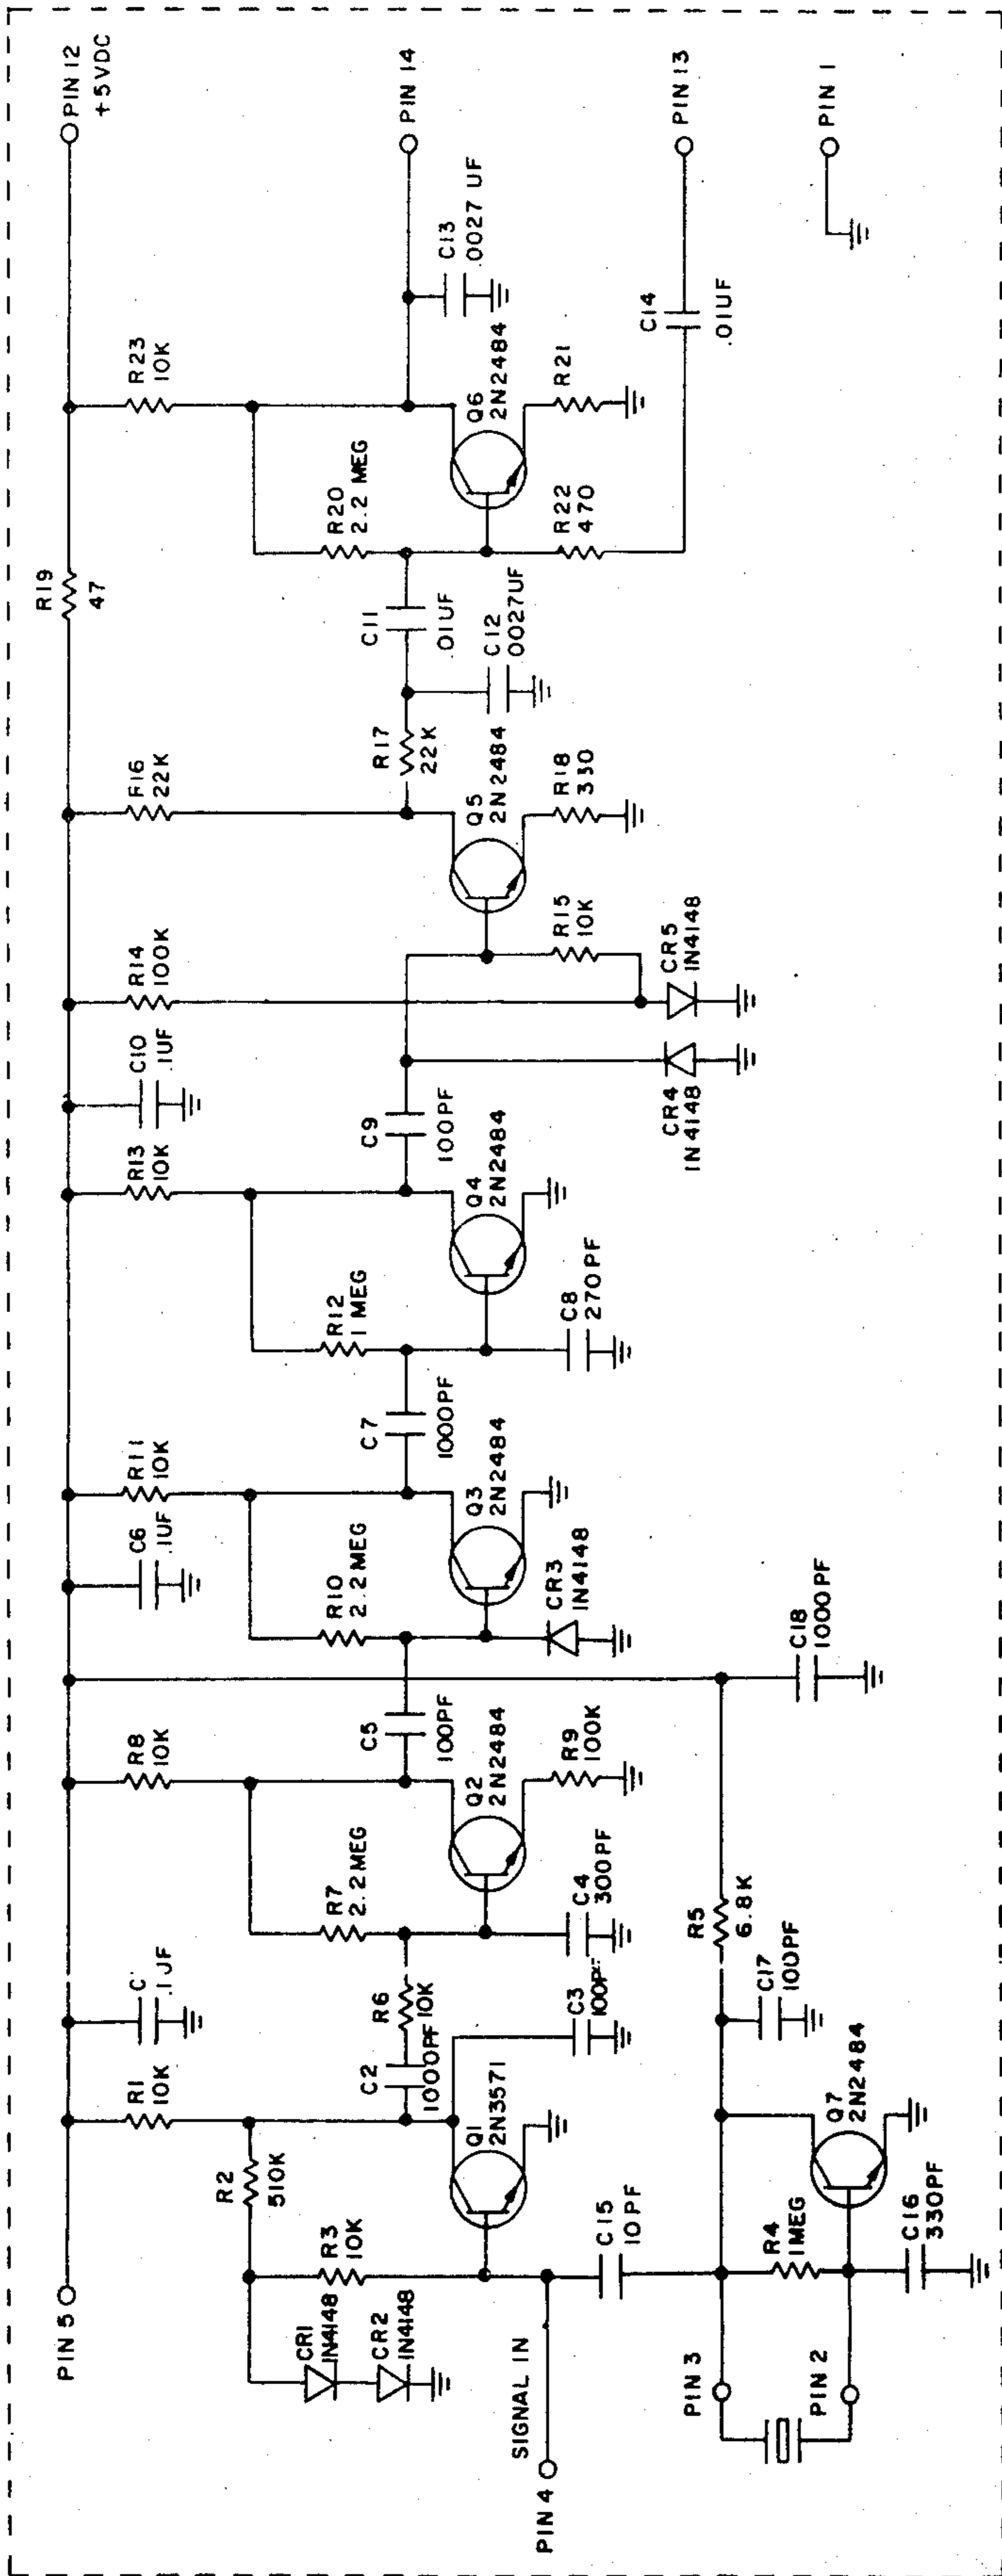 PIN 5
PIN 12
+5VDC
R1
10K
C
.1UF
R8
10K
C6
.1UF
R11
10K
R13
10K
C10
.1UF
R14
100K
R16
22K
R19
47
R23
10K
R2
510K
CR1
1N4148
CR2
1N4148
R3
10K
Q1
2N3571
C2
1000PF
R6
10K
C3
R7
2.2MEG
Q2
2N2484
C4
300PF
R9
100K
C5
100PF
R10
2.2MEG
Q3
2N2484
CR3
1N4148
C7
1000PF
R12
1 MEG
Q4
2N2484
C8
270PF
C9
100PF
CR4
1N4148
R15
10K
CR5
1N4148
Q5
2N2484
R18
330
R17
22K
C12
.0027UF
C11
.01UF
R20
2.2 MEG
Q6
2N2484
R22
470
R21
C13
.0027 UF
PIN 14
C14
.01UF
PIN 13
PIN 1
SIGNAL IN
PIN 4
C15
10 PF
PIN 3
PIN 2
R4
1MEG
C16
330PF
Q7
2N2484
C17
100PF
R5
6.8K
C18
1000PF